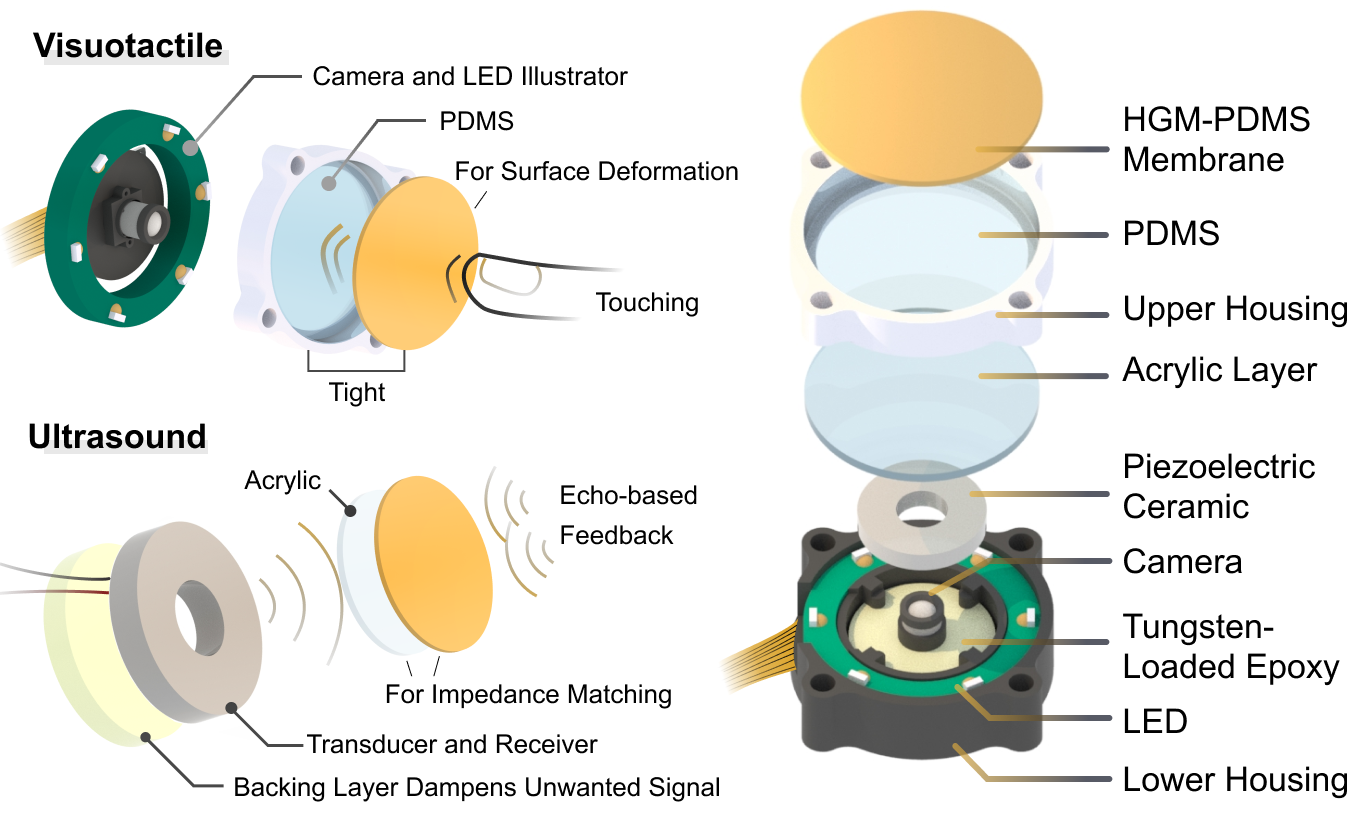 Visuotactile
Camera and LED Illustrator
PDMS
For Surface Deformation
Touching
Tight
Ultrasound
Acrylic
Echo-based
Feedback
For Impedance Matching
Transducer and Receiver
Backing Layer Dampens Unwanted Signal
HGM-PDMS
Membrane
PDMS
Upper Housing
Acrylic Layer
Piezoelectric
Ceramic
Camera
Tungsten-
Loaded Epoxy
LED
Lower Housing